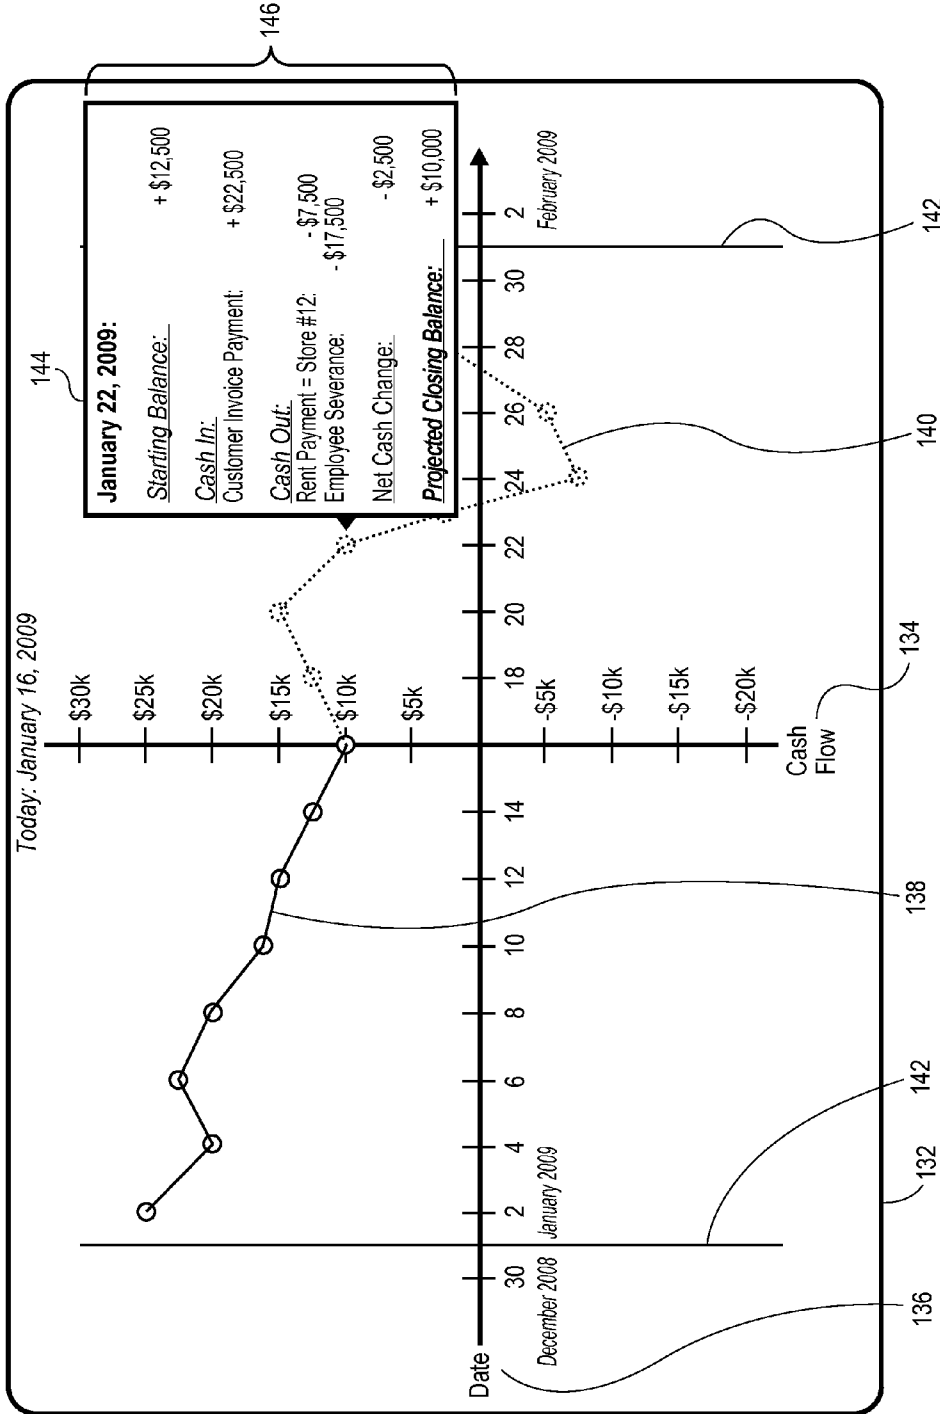 Today: January 16, 2009
144
146
January 22, 2009:
Starting Balance: + $12,500
Cash In:
Customer Invoice Payment: + $22,500
Cash Out:
Rent Payment = Store #12: - $7,500
Employee Severance: - $17,500
Net Cash Change: - $2,500
Projected Closing Balance: + $10,000
$30k
$25k
$20k
$15k
$10k
$5k
-$5k
-$10k
-$15k
-$20k
Date
30
2
4
6
8
10
12
14
18
20
22
24
26
28
30
2
December 2008
January 2009
February 2009
Cash
Flow
136
132
142
138
134
140
142